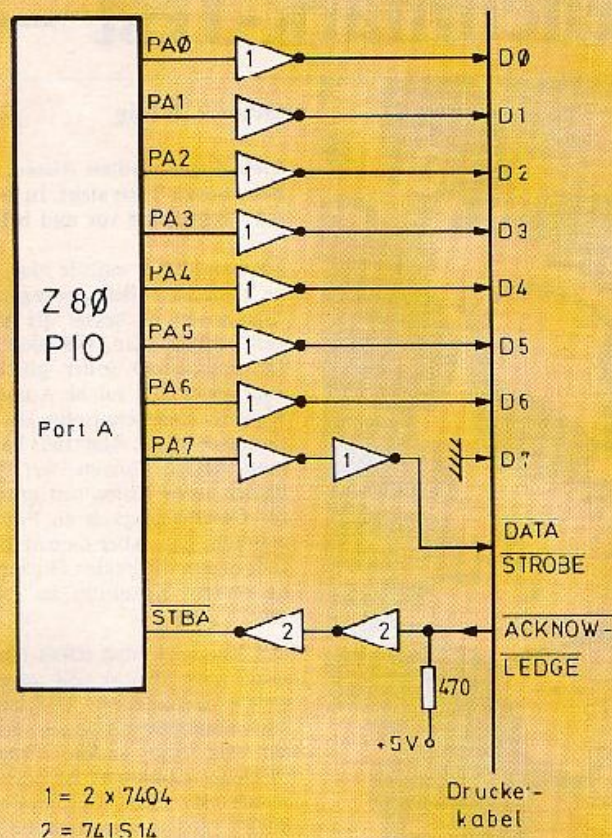 PAØ
DØ
PA1
D1
PA2
D2
PA3
D3
PA4
D4
PA5
D5
PA6
D6
PA7
D7
Z 8Ø
PIO
Port A
1
1
1
1
1
1
1
1
1
DATA
STROBE
STBA
2
2
ACKNOW-
LEDGE
470
+5V
1 = 2 x 7404
2 = 74LS14
Drucker-
kabel